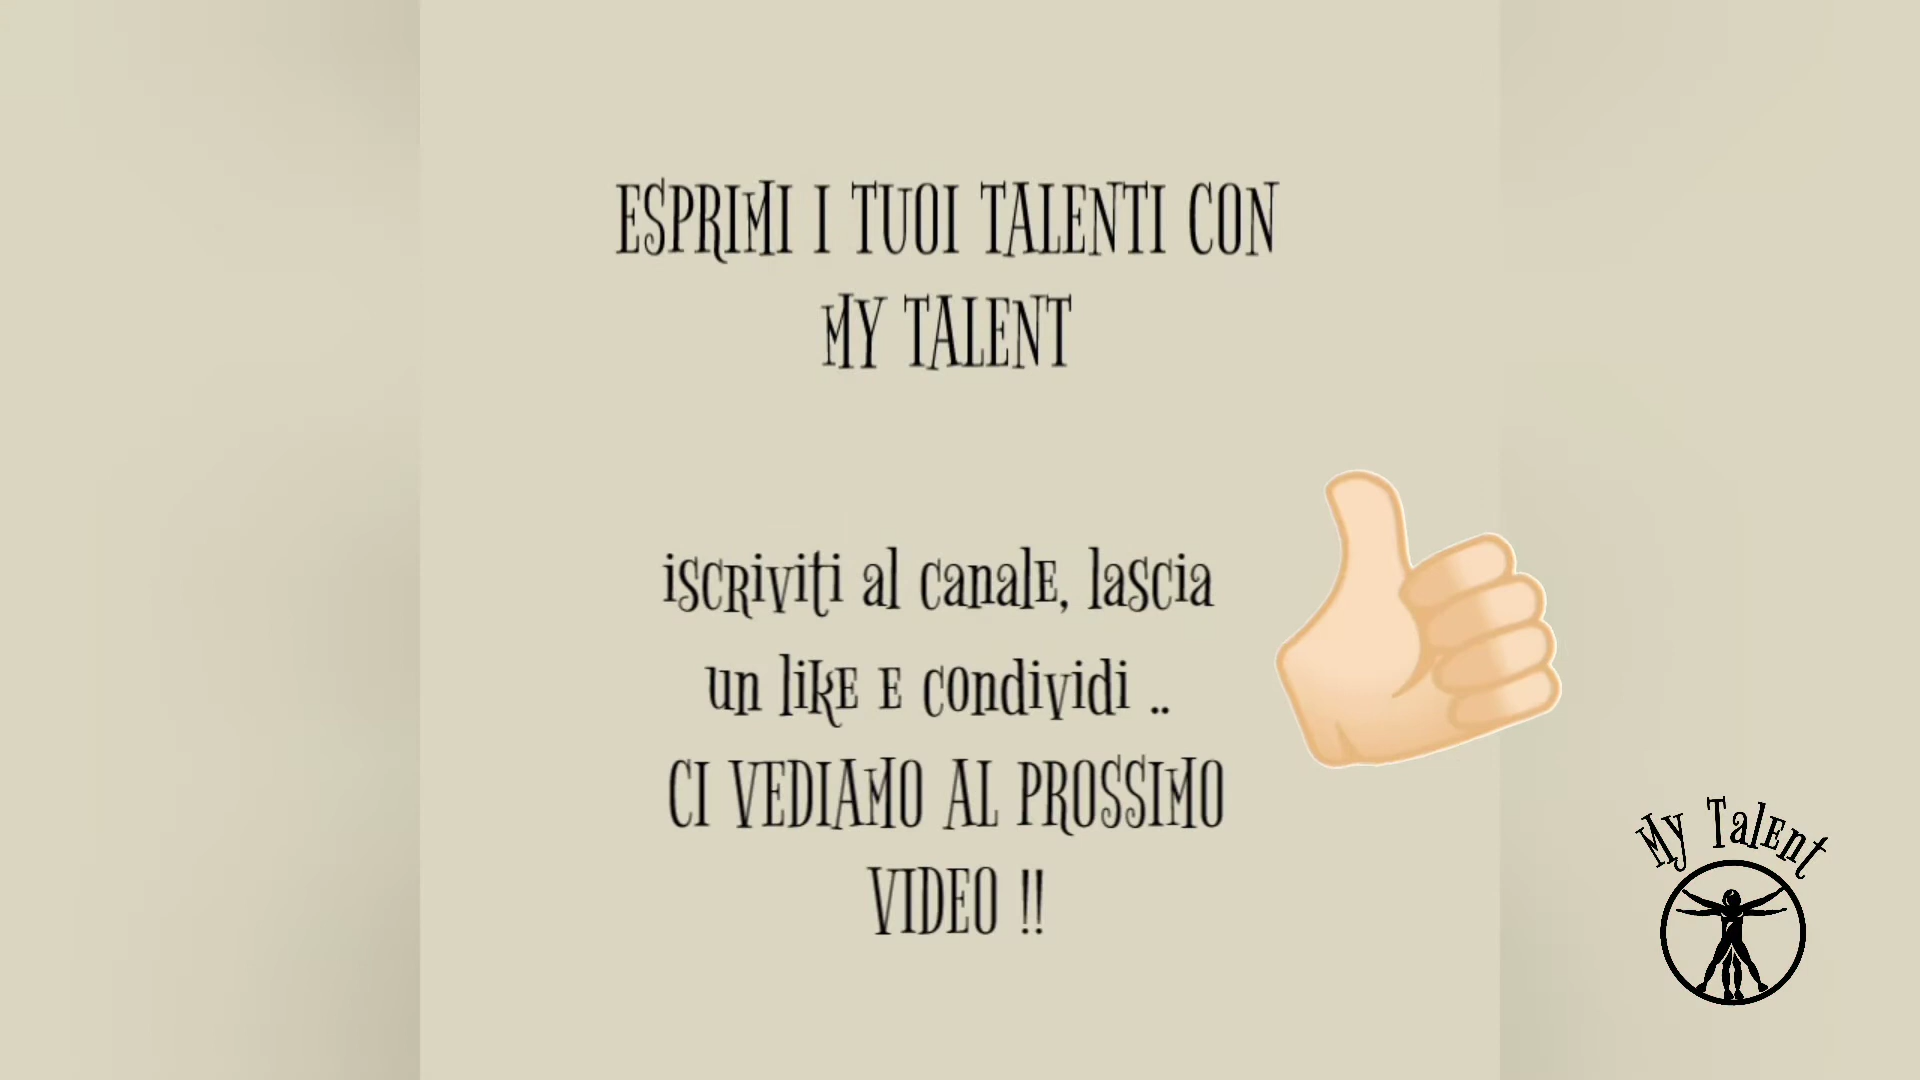 ESPRIMI I TUOI TALENTI CON
MY TALENT
iscriviti al canale, lascia
un like e condividi ..
CI VEDIAMO AL PROSSIMO
VIDEO !!
My Talent